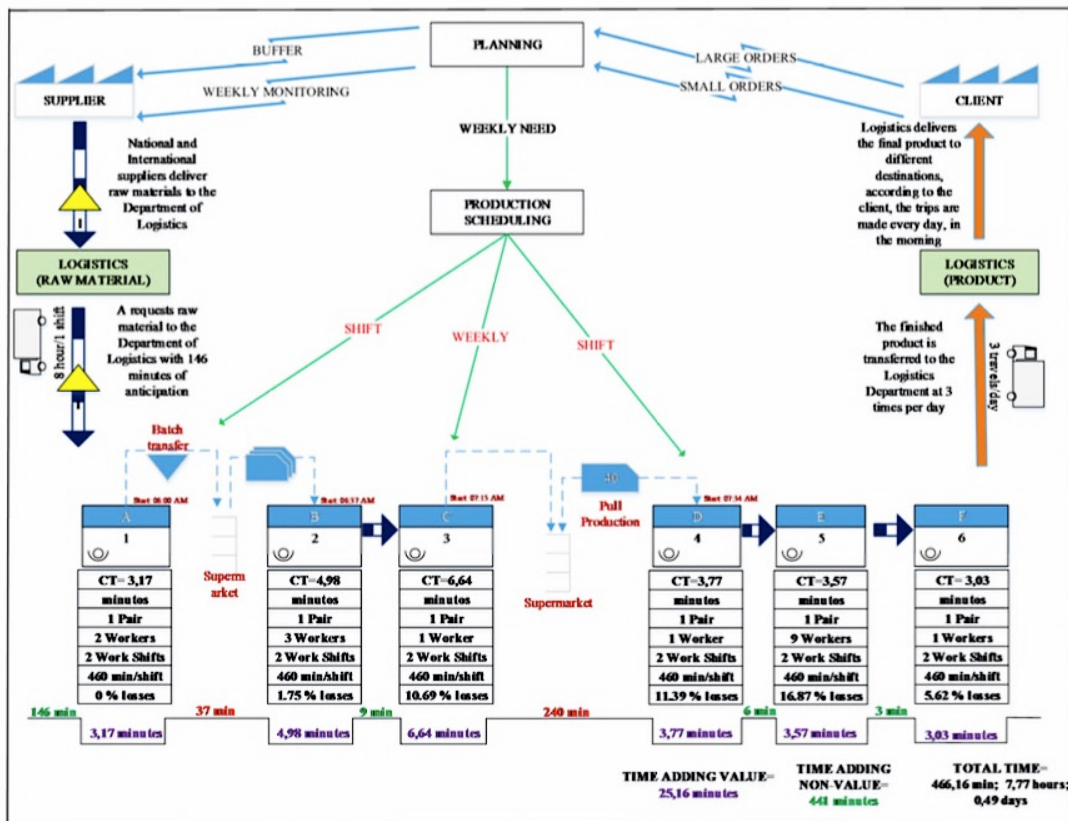 PLANNING
BUFFER
WEEKLY MONITORING
LARGE ORDERS
SMALL ORDERS
SUPPLIER
CLIENT
National and
International
suppliers deliver
raw materials to the
Department of
Logistics
WEEKLY NEED
Logistics delivers
the final product to
different
destinations,
according to the
client, the trips are
made every day, in
the morning
I
PRODUCTION
SCHEDULING
LOGISTICS
(RAW MATERIAL)
LOGISTICS
(PRODUCT)
8 hour/1 shift
A requests raw
material to the
Department of
Logistics with 146
minutes of
anticipation
SHIFT
WEEKLY
SHIFT
The finished
product is
transferred to the
Logistics
Department at 3
times per day
3 travels/day
Batch
transfer
40
Pull
Production
Start 06:00 AM
Start 06:37 AM
Start 07:15 AM
Start 07:54 AM
A
B
C
D
E
F
1
2
3
4
5
6
Superm
arket
Supermarket
CT= 3,17
minutos
1 Pair
2 Workers
2 Work Shifts
460 min/shift
0 % losses
CT=4,98
minutos
1 Pair
3 Workers
2 Work Shifts
460 min/shift
1.75 % losses
CT=6,64
minutos
1 Pair
1 Worker
2 Work Shifts
460 min/shift
10.69 % losses
CT=3,77
minutos
1 Pair
1 Worker
2 Work Shifts
460 min/shift
11.39 % losses
CT=3,57
minutos
1 Pair
9 Workers
2 Work Shifts
460 min/shift
16.87 % losses
CT=3,03
minutos
1 Pair
1 Workers
2 Work Shifts
460 min/shift
5.62 % losses
146 min
37 min
9 min
240 min
6 min
3 min
3,17 minutes
4,98 minutes
6,64 minutes
3,77 minutes
3,57 minutes
3,03 minutes
TIME ADDING VALUE=
25,16 minutes
TIME ADDING
NON-VALUE=
441 minutes
TOTAL TIME=
466,16 min; 7,77 hours;
0,49 days